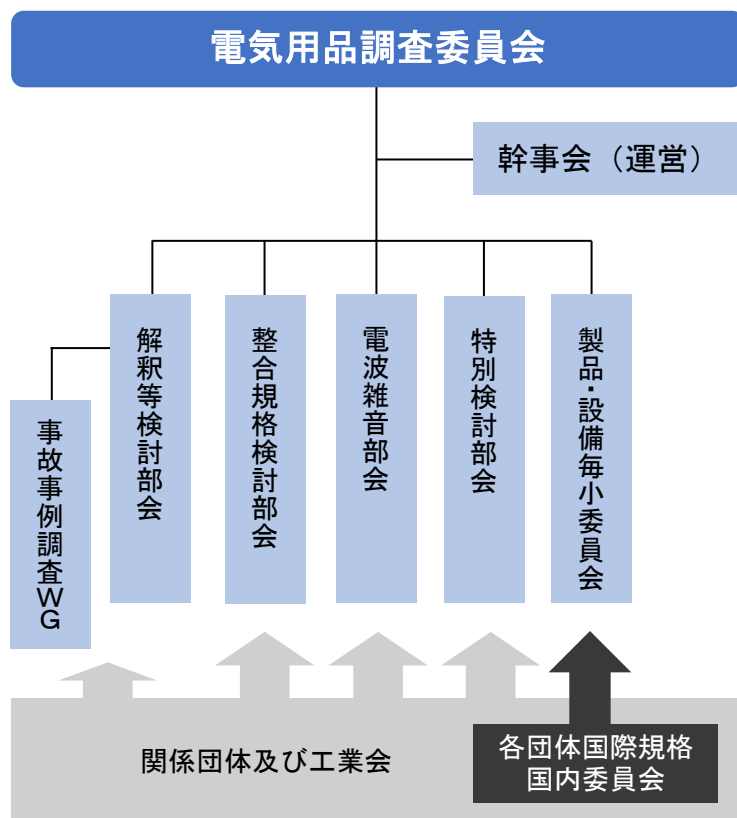 電気用品調査委員会
幹事会（運営）
事故事例調査WG
解釈等検討部会
整合規格検討部会
電波雑音部会
特別検討部会
製品・設備毎小委員会
関係団体及び工業会
各団体国際規格
国内委員会